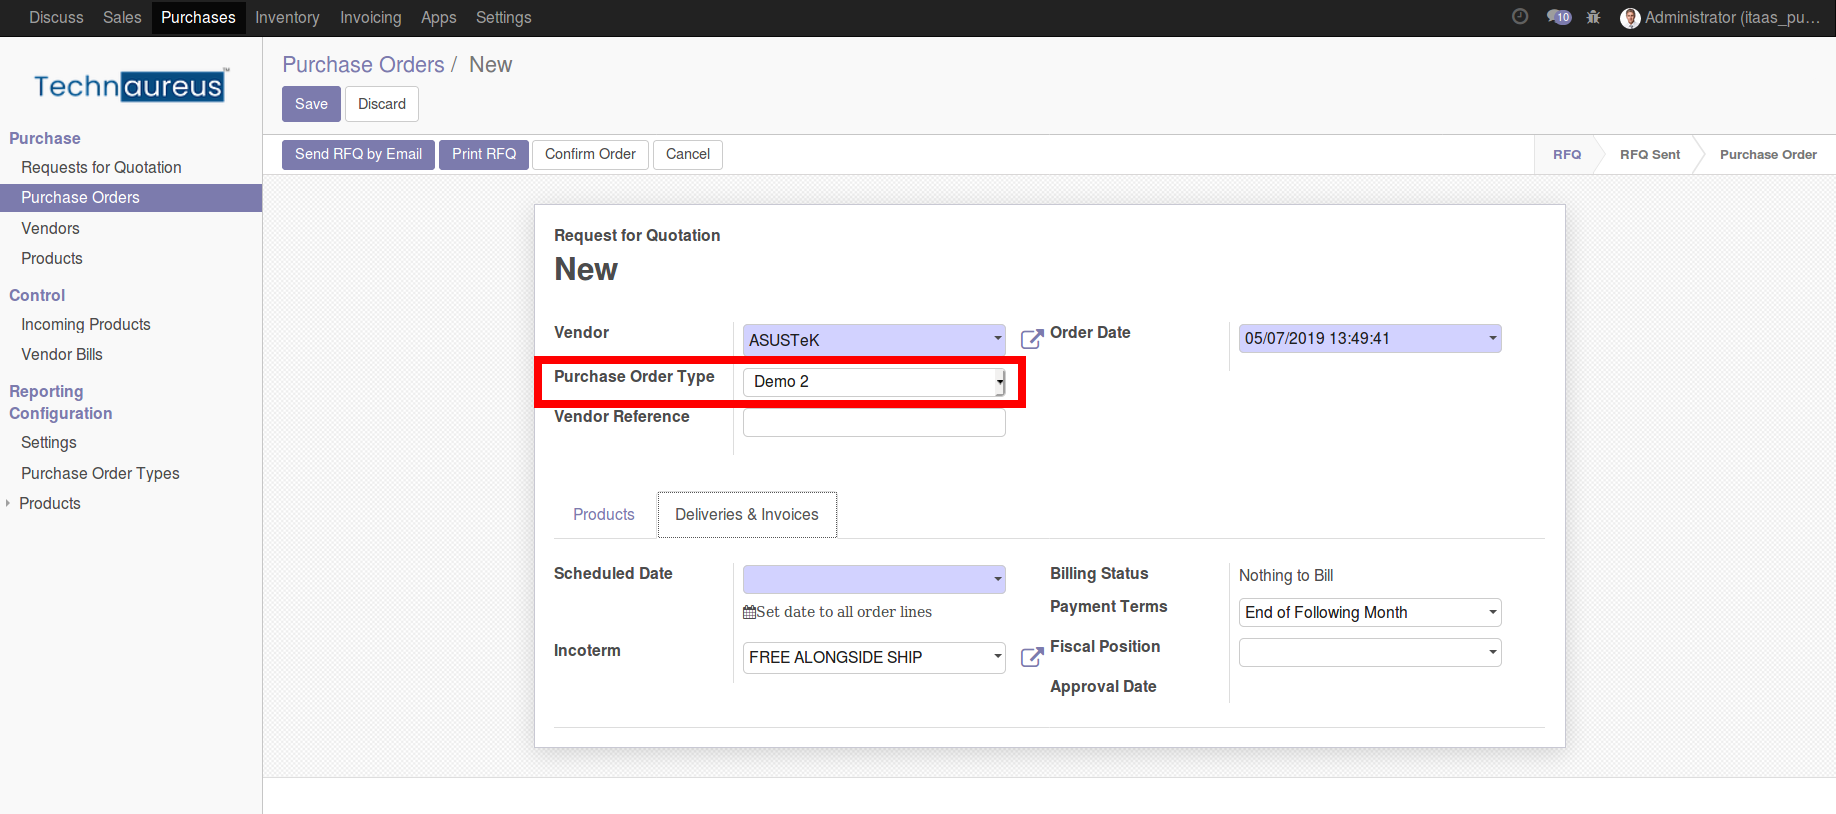 Discuss Sales Purchases Inventory Invoicing Apps Settings 10 Administrator (itaas_pu...
Technaureus™
Purchase
Requests for Quotation
Purchase Orders
Vendors
Products
Control
Incoming Products
Vendor Bills
Reporting
Configuration
Settings
Purchase Order Types
Products
Purchase Orders / New
Save Discard
Send RFQ by Email Print RFQ Confirm Order Cancel RFQ RFQ Sent Purchase Order
Request for Quotation
New
Vendor ASUSTeK Order Date 05/07/2019 13:49:41
Purchase Order Type Demo 2
Vendor Reference
Products Deliveries & Invoices
Scheduled Date Billing Status Nothing to Bill
Set date to all order lines Payment Terms End of Following Month
Incoterm FREE ALONGSIDE SHIP Fiscal Position
Approval Date